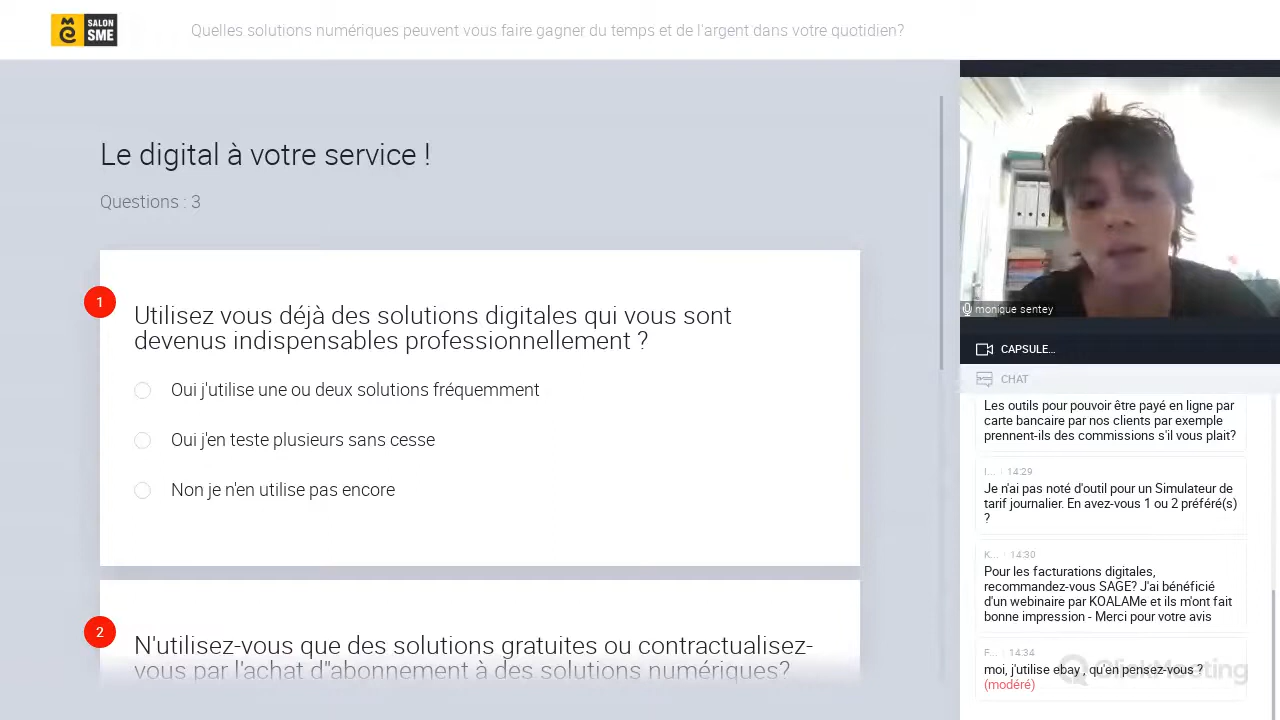 SALON
SME
Quelles solutions numériques peuvent vous faire gagner du temps et de l'argent dans votre quotidien?
Le digital à votre service !
Questions : 3
1
Utilisez vous déjà des solutions digitales qui vous sont
devenus indispensables professionnellement ?
Oui j'utilise une ou deux solutions fréquemment
Oui j'en teste plusieurs sans cesse
Non je n'en utilise pas encore
2
N'utilisez-vous que des solutions gratuites ou contractualisez-
vous par l'achat d"abonnement à des solutions numériques?
monique sentey
CAPSULE...
CHAT
Les outils pour pouvoir être payé en ligne par
carte bancaire par nos clients par exemple
prennent-ils des commissions s'il vous plait?
I... 14:29
Je n'ai pas noté d'outil pour un Simulateur de
tarif journalier. En avez-vous 1 ou 2 préféré(s)
?
K... 14:30
Pour les facturations digitales,
recommandez-vous SAGE? J'ai bénéficié
d'un webinaire par KOALAMe et ils m'ont fait
bonne impression - Merci pour votre avis
F... 14:34
moi, j'utilise ebay , qu'en pensez-vous ?
(modéré)
ClickMeeting